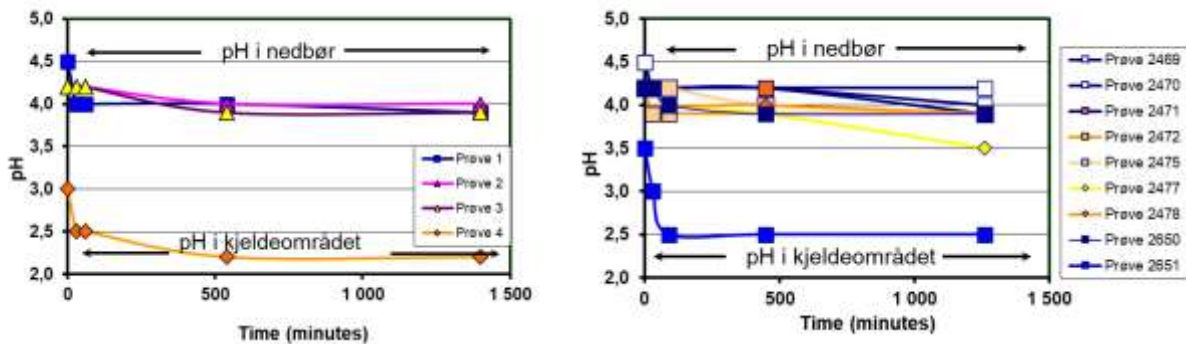 5,0
4,5
4,0
3,5
3,0
2,5
2,0
pH
pH i nedbør
pH i kjeldeområdet
Prøve 1
Prøve 2
Prøve 3
Prøve 4
0
500
1 000
1 500
Time (minutes)
5,0
4,5
4,0
3,5
3,0
2,5
2,0
pH
pH i nedbør
pH i kjeldeområdet
0
500
1 000
1 500
Time (minutes)
Prøve 2469
Prøve 2470
Prøve 2471
Prøve 2472
Prøve 2475
Prøve 2477
Prøve 2478
Prøve 2650
Prøve 2651